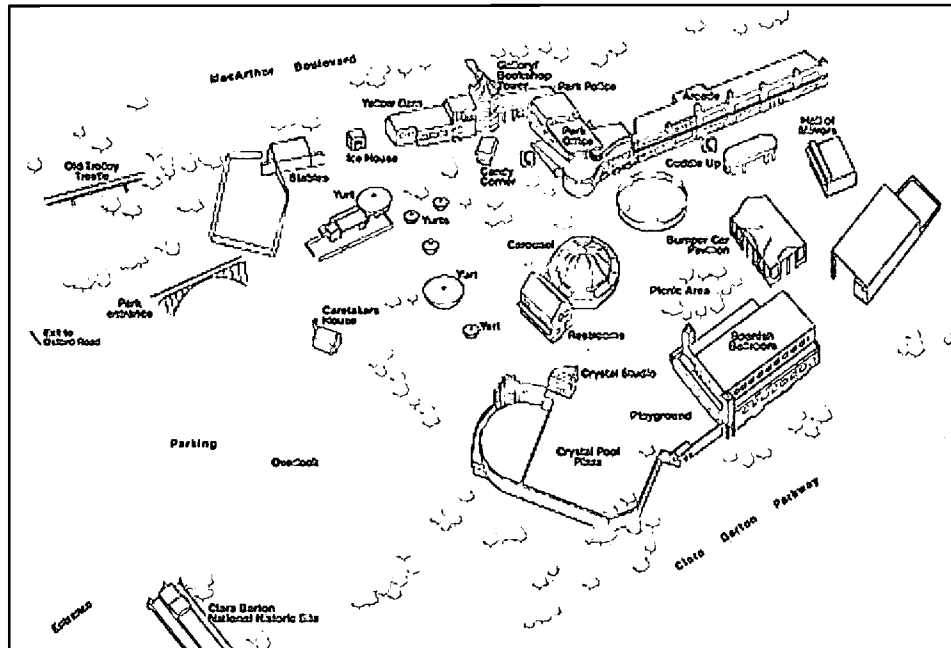 MacArthur Boulevard
Gallery/
Bookshop
Tower
Park Police
Yellow Barn
Arcade
Hall of
Mirrors
Park
Office
Ice House
Candy
Corner
Cuddle Up
Old Trolley
Trestle
Stables
Yurt
Yurts
Carousel
Bumper Car
Pavilion
Yurt
Picnic Area
Park
entrance
Caretakers
House
Yurt
Restrooms
Spanish
Ballroom
Exit to
Oxford Road
Crystal Studio
Playground
Parking
Overlook
Crystal Pool
Plaza
Clara Barton Parkway
Entrance
Clara Barton
National Historic Site